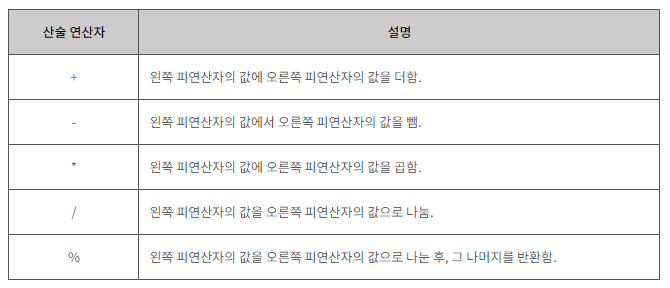 산술 연산자 설명
+ 왼쪽 피연산자의 값에 오른쪽 피연산자의 값을 더함.
- 왼쪽 피연산자의 값에서 오른쪽 피연산자의 값을 뺌.
* 왼쪽 피연산자의 값에 오른쪽 피연산자의 값을 곱함.
/ 왼쪽 피연산자의 값을 오른쪽 피연산자의 값으로 나눔.
% 왼쪽 피연산자의 값을 오른쪽 피연산자의 값으로 나눈 후, 그 나머지를 반환함.